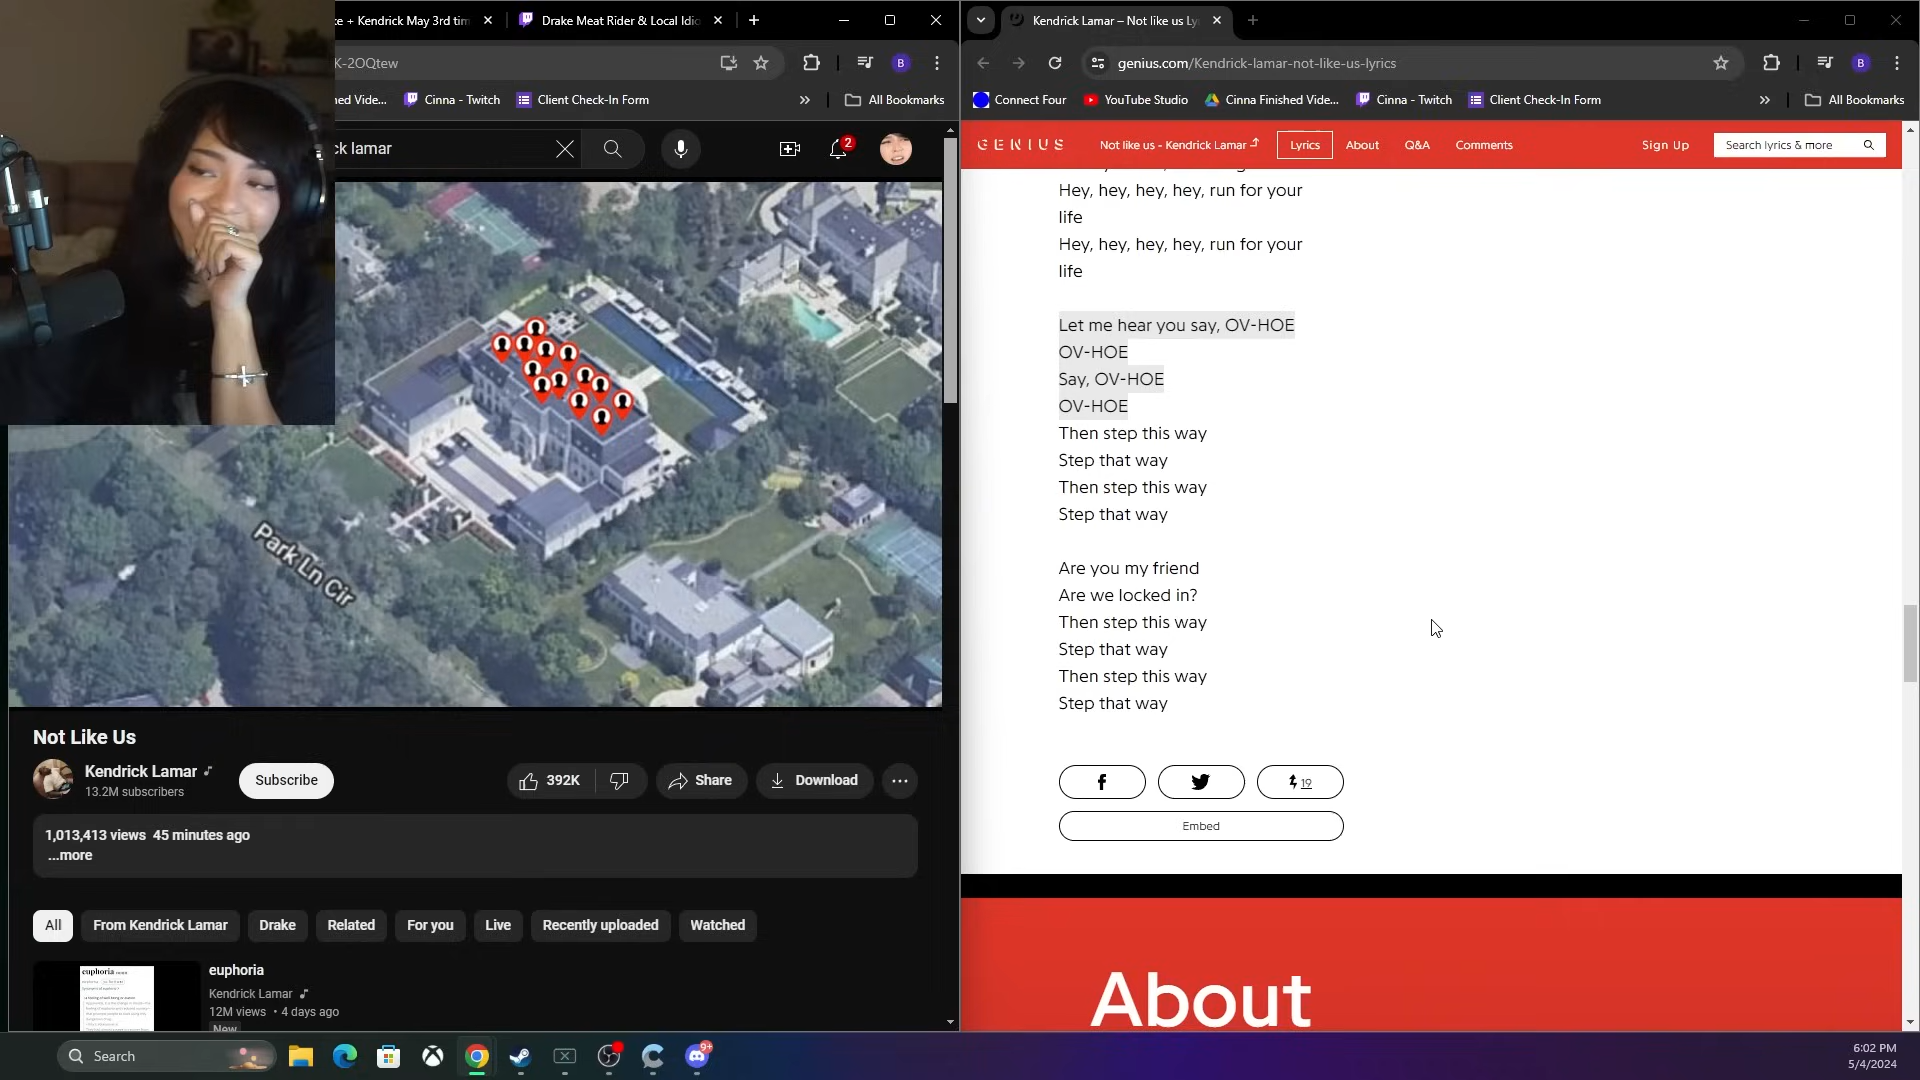 te + Kendrick May 3rd tim
Drake Meat Rider & Local Idio
K-2OQtew
ned Vide...
Cinna - Twitch
Client Check-In Form
All Bookmarks
ck lamar
2
Park Ln Cir
Not Like Us
Kendrick Lamar
13.2M subscribers
Subscribe
392K
Share
Download
1,013,413 views 45 minutes ago
...more
All
From Kendrick Lamar
Drake
Related
For you
Live
Recently uploaded
Watched
euphoria
euphoria
Kendrick Lamar
12M views • 4 days ago
New
Kendrick Lamar – Not like us Ly
genius.com/Kendrick-lamar-not-like-us-lyrics
B
B
Connect Four
YouTube Studio
Cinna Finished Vide...
Cinna - Twitch
Client Check-In Form
All Bookmarks
GENIUS
Not like us - Kendrick Lamar
Lyrics
About
Q&A
Comments
Sign Up
Search lyrics & more
Hey, hey, hey, hey, run for your
life
Hey, hey, hey, hey, run for your
life
Let me hear you say, OV-HOE
OV-HOE
Say, OV-HOE
OV-HOE
Then step this way
Step that way
Then step this way
Step that way
Are you my friend
Are we locked in?
Then step this way
Step that way
Then step this way
Step that way
19
Embed
About
Search
9+
6:02 PM
5/4/2024